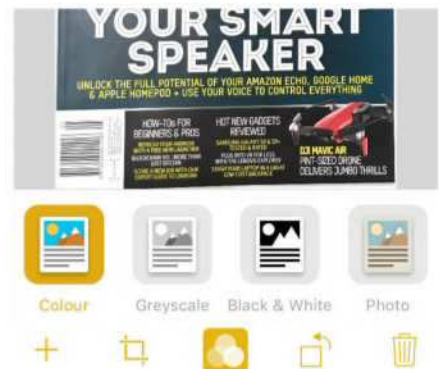 YOUR SMART
SPEAKER
UNLOCK THE FULL POTENTIAL OF YOUR AMAZON ECHO, GOOGLE HOME
& APPLE HOMEPOD + USE YOUR VOICE TO CONTROL EVERYTHING
HOW-TOs FOR
BEGINNERS & PROS
HOT NEW GADGETS
REVIEWED
DJI MAVIC AIR
PINT-SIZED DRONE
DELIVERS JUMBO THRILLS
Colour
Greyscale
Black & White
Photo